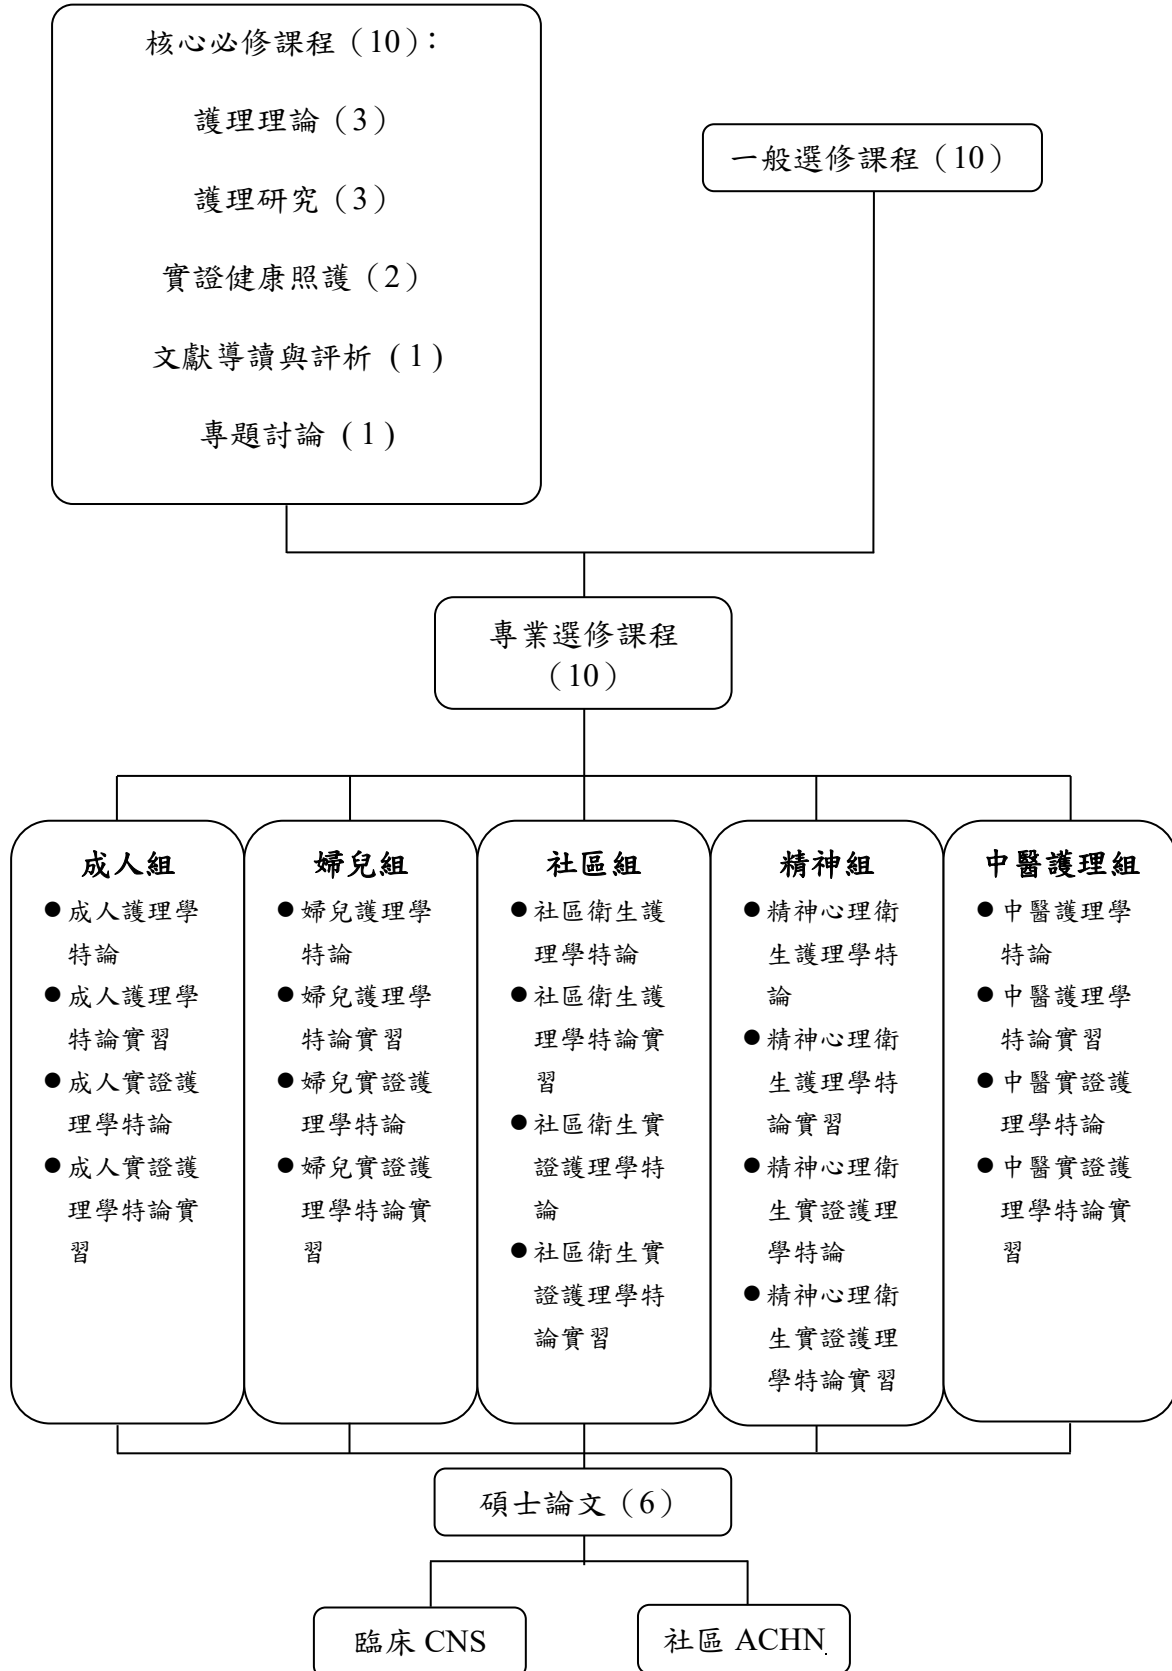 核心必修課程（10）：
護理理論（3）
護理研究（3）
實證健康照護（2）
文獻導讀與評析 (1)
專題討論 (1)
一般選修課程（10）
專業選修課程
（10）
成人組
●成人護理學
特論
●成人護理學
特論實習
●成人實證護
理學特論
●成人實證護
理學特論實
習
婦兒組
●婦兒護理學
特論
●婦兒護理學
特論實習
●婦兒實證護
理學特論
●婦兒實證護
理學特論實
習
社區組
●社區衛生護
理學特論
●社區衛生護
理學特論實
習
●社區衛生實
證護理學特
論
●社區衛生實
證護理學特
論實習
精神組
●精神心理衛
生護理學特
論
●精神心理衛
生護理學特
論實習
●精神心理衛
生實證護理
學特論
●精神心理衛
生實證護理
學特論實習
中醫護理組
●中醫護理學
特論
●中醫護理學
特論實習
●中醫實證護
理學特論
●中醫實證護
理學特論實
習
碩士論文（6）
臨床 CNS
社區 ACHN